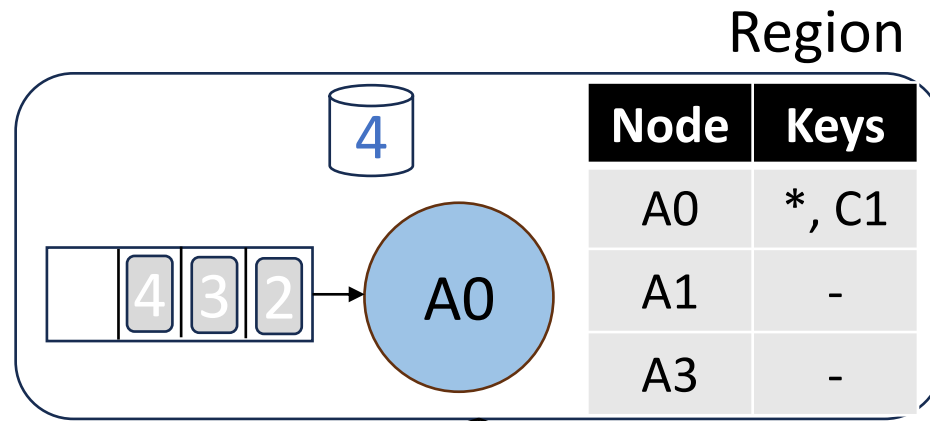 Region
4
4 3 2
A0
Node Keys
A0 *, C1
A1 -
A3 -